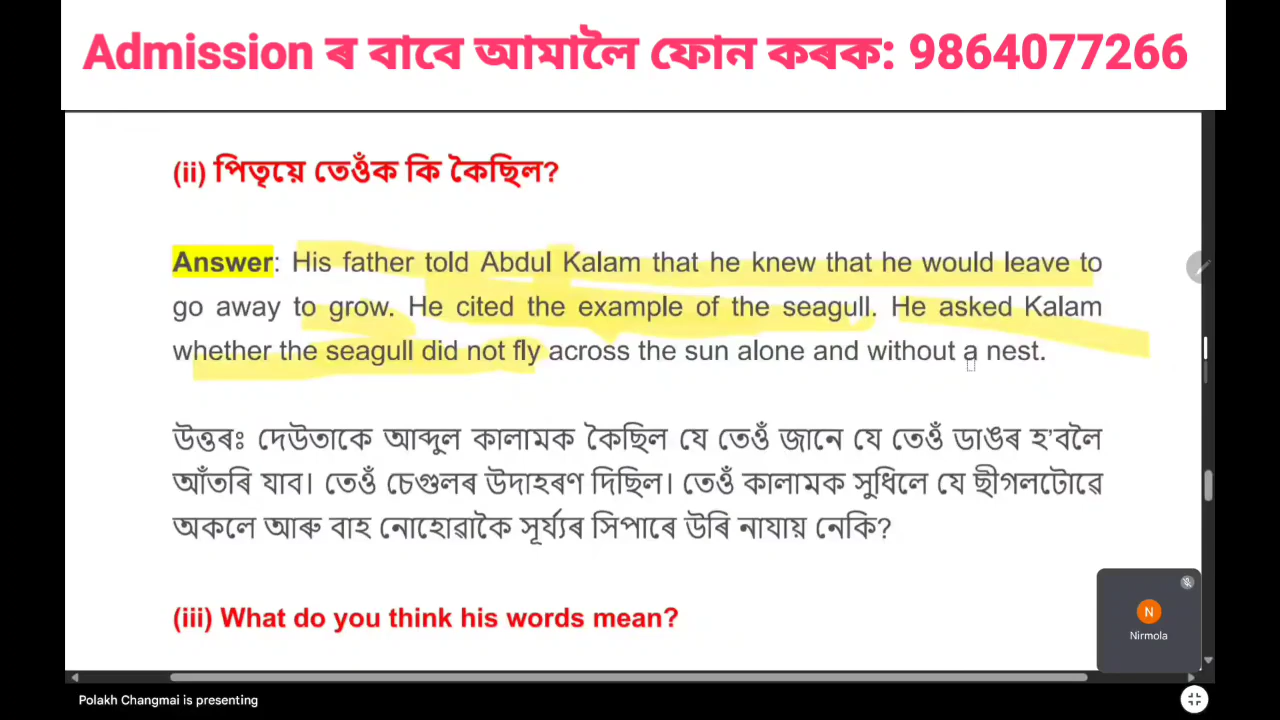 Admission ৰ বাবে আমালৈ ফোন কৰক: 9864077266
(ii) পিতৃয়ে তেওঁক কি কৈছিল?
Answer: His father told Abdul Kalam that he knew that he would leave to
go away to grow. He cited the example of the seagull. He asked Kalam
whether the seagull did not fly across the sun alone and without a nest.
উত্তৰঃ দেউতাকে আব্দুল কালামক কৈছিল যে তেওঁ জানে যে তেওঁ ডাঙৰ হ'বলৈ
আঁতৰি যাব। তেওঁ চেগুলৰ উদাহৰণ দিছিল। তেওঁ কালামক সুধিলে যে ছীগলটোৱে
অকলে আৰু বাহ নোহোৱাকৈ সূৰ্য্যৰ সিপাৰে উৰি নাযায় নেকি?
(iii) What do you think his words mean?
N
Nirmola
Polakh Changmai is presenting